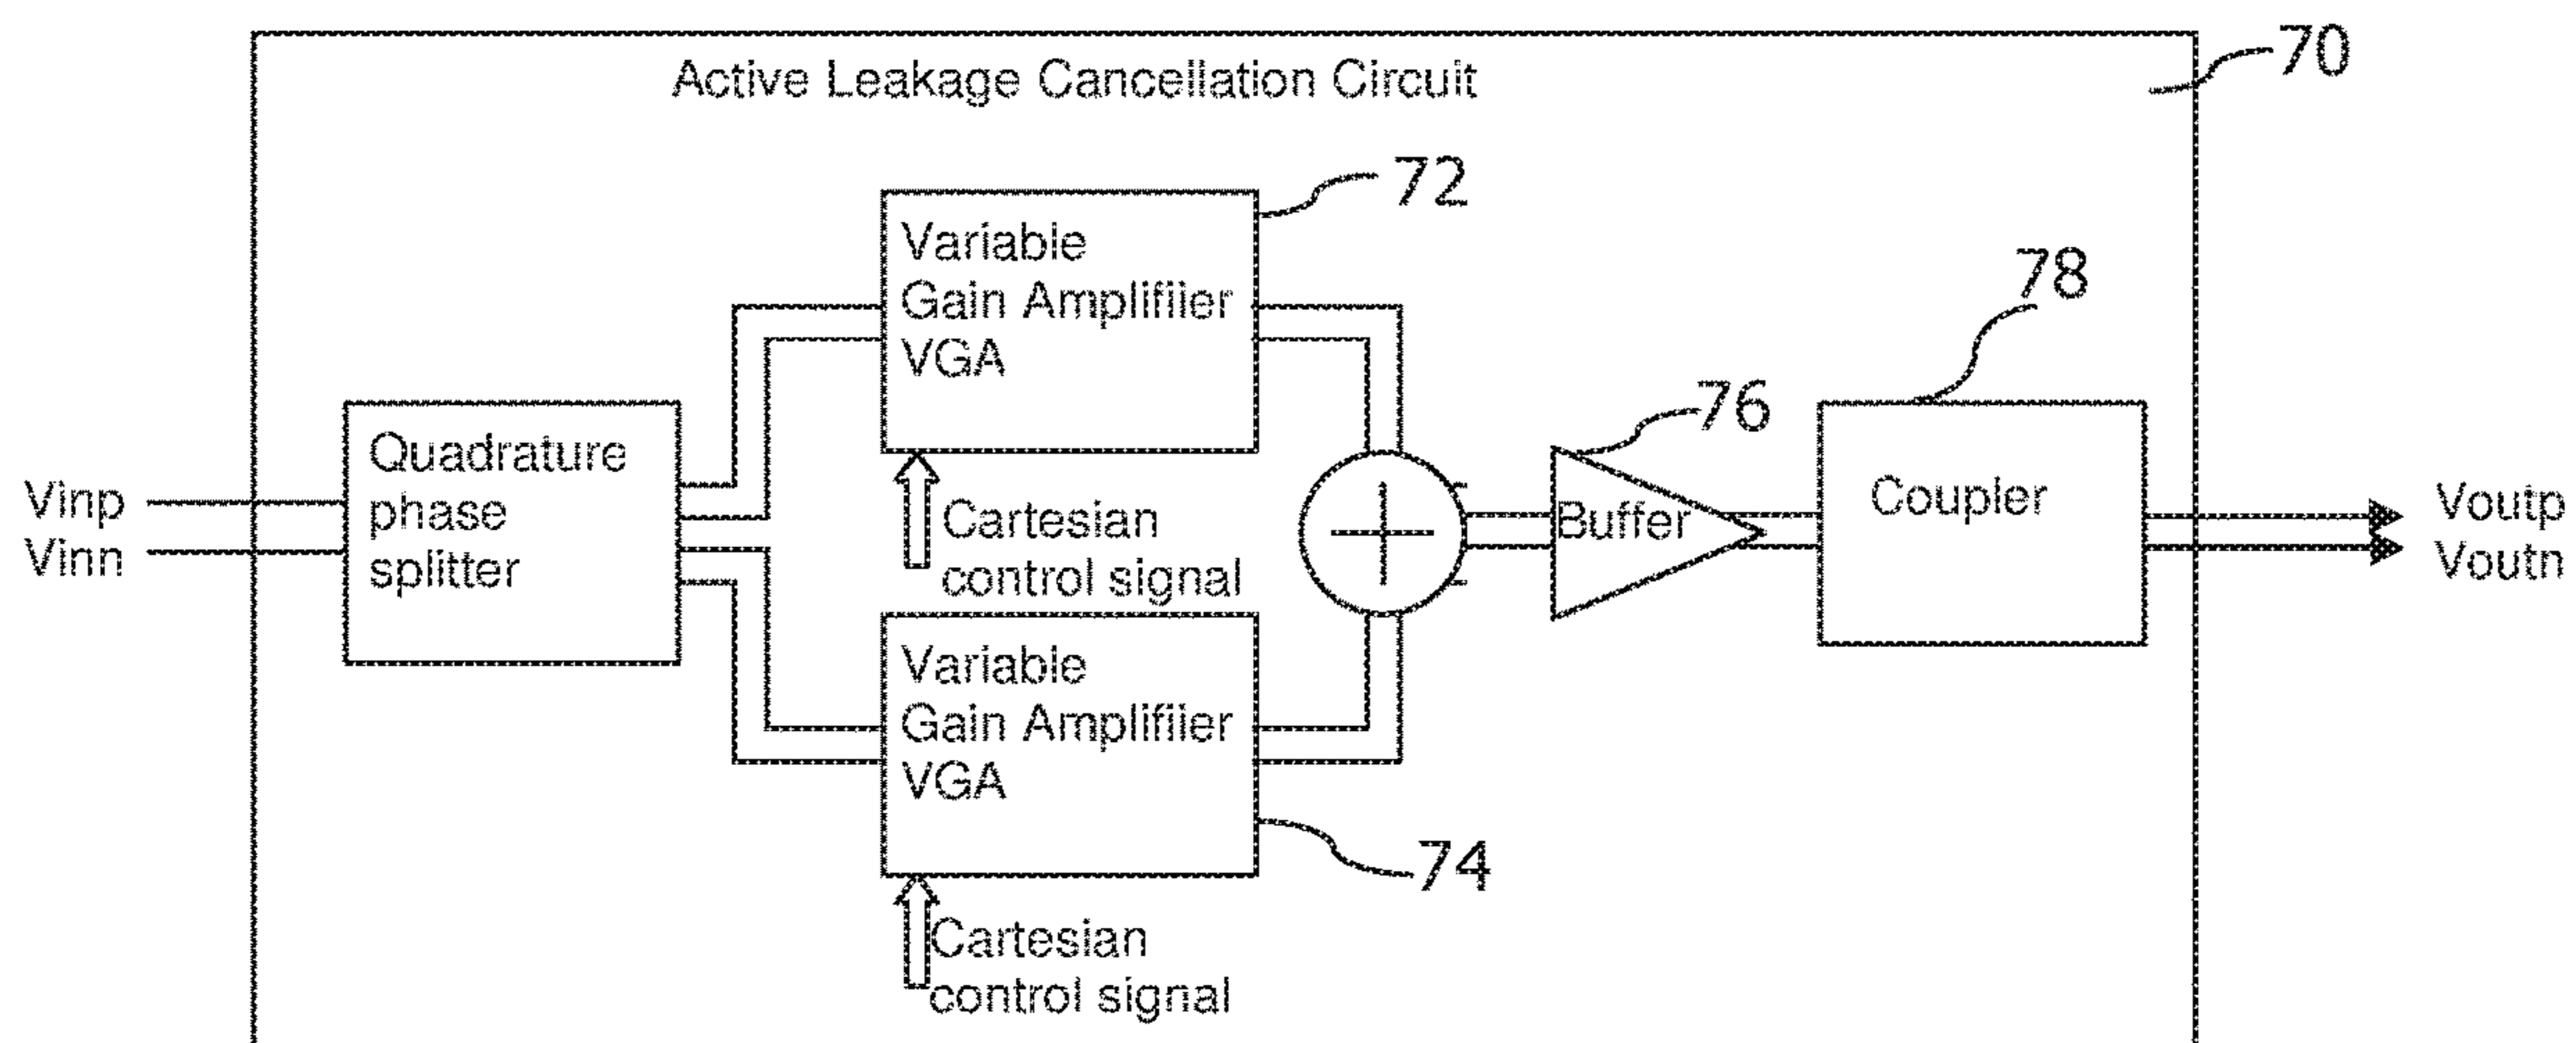 70
Active Leakage Cancellation Circuit
72
Variable
Gain Amplifiier
VGA
78
76
Quadrature
phase
splitter
Vinp
Vinn
Cartesian
control signal
Buffer
Coupler
Voutp
Voutn
Variable
Gain Amplifiier
VGA
74
Cartesian
control signal